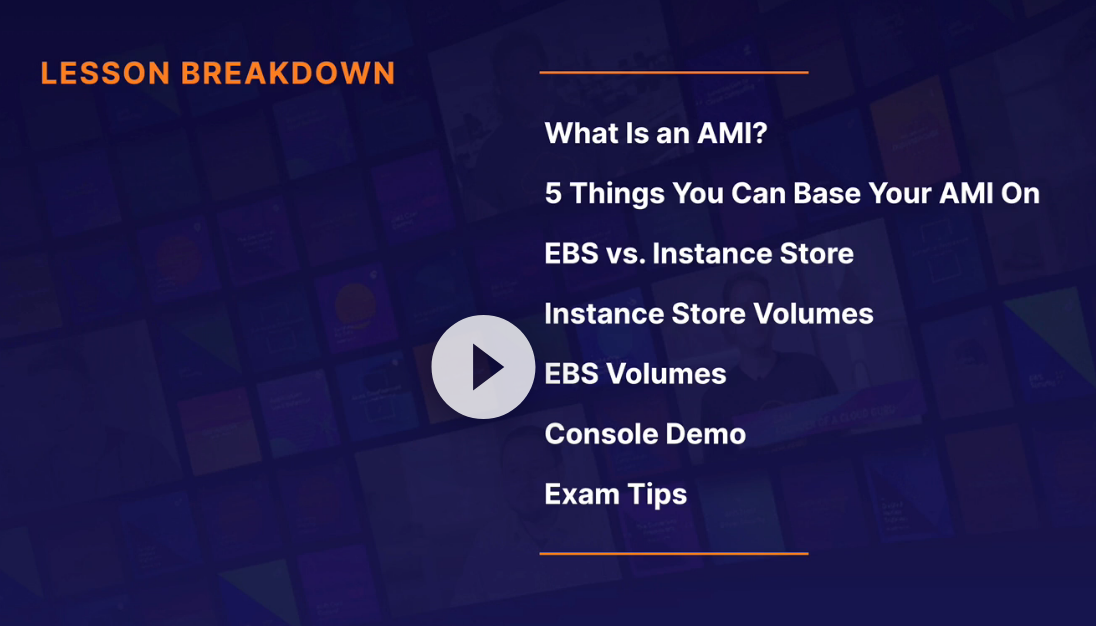 LESSON BREAKDOWN
What Is an AMI?
5 Things You Can Base Your AMI On
EBS vs. Instance Store
Instance Store Volumes
EBS Volumes
Console Demo
Exam Tips